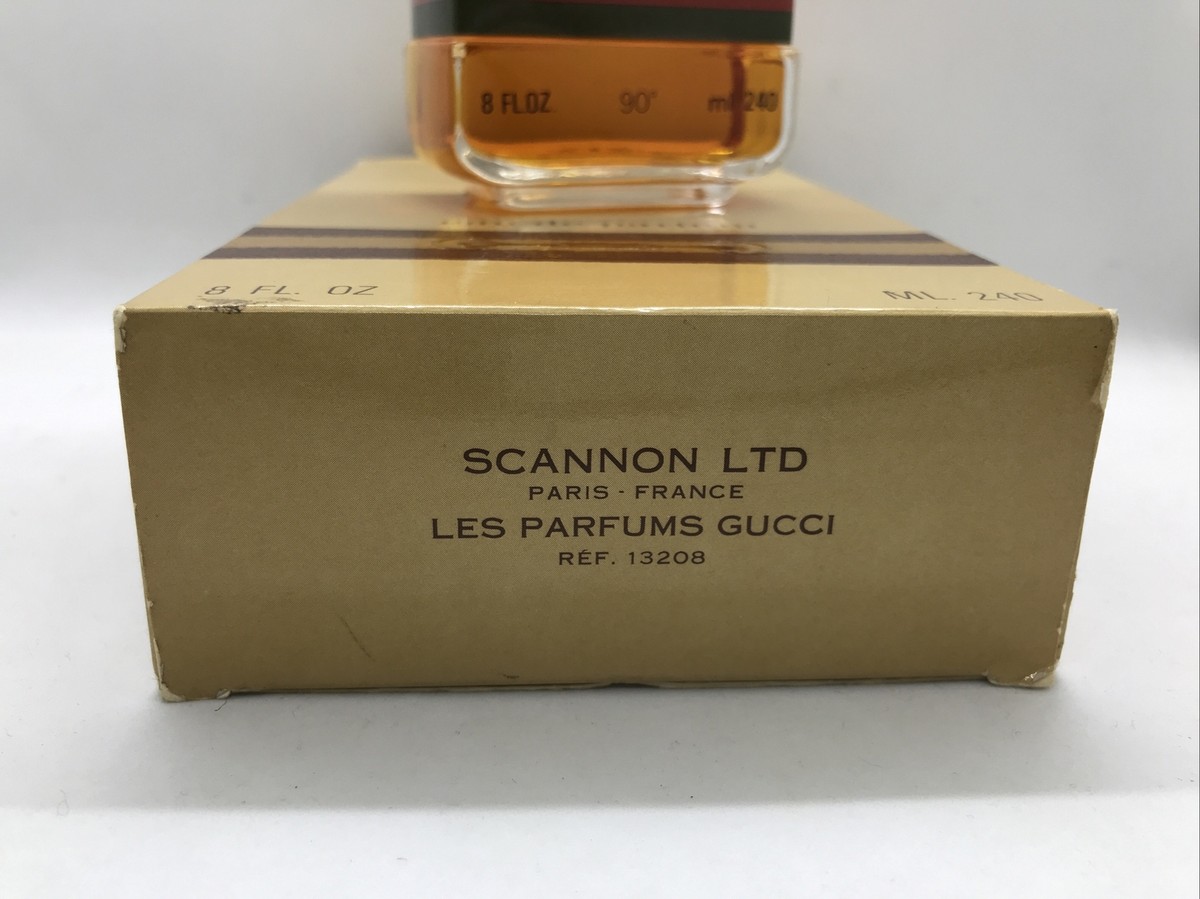 8 FL.OZ 90° ml 240
8 FL. OZ ML. 240
SCANNON LTD
PARIS - FRANCE
LES PARFUMS GUCCI
RÉF. 13208